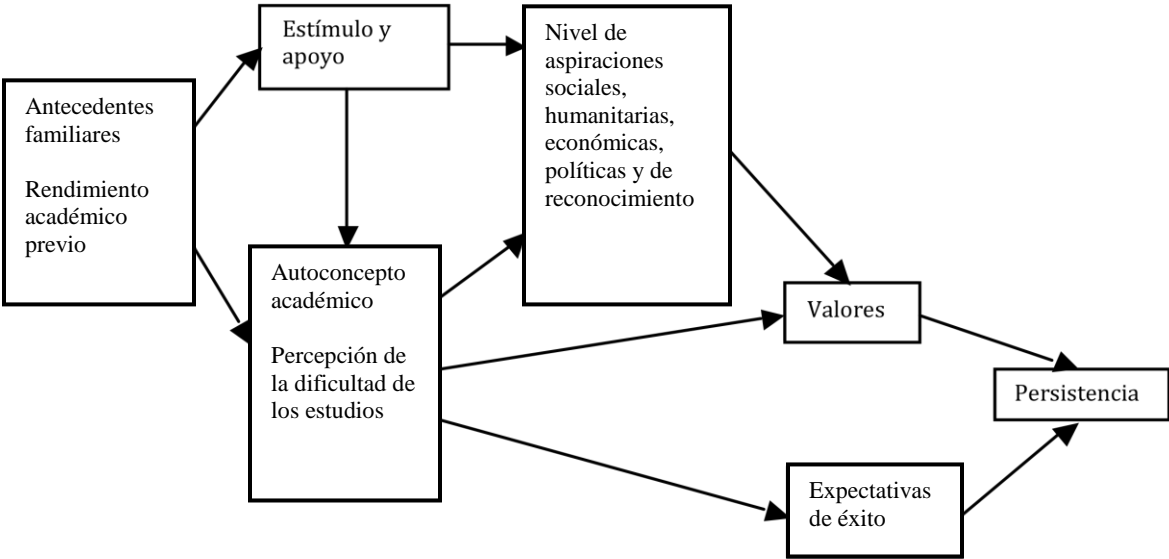 Antecedentes
familiares
Rendimiento
académico
previo
Estímulo y
apoyo
Autoconcepto
académico
Percepción de
la dificultad de
los estudios
Nivel de
aspiraciones
sociales,
humanitarias,
económicas,
políticas y de
reconocimiento
Valores
Expectativas
de éxito
Persistencia